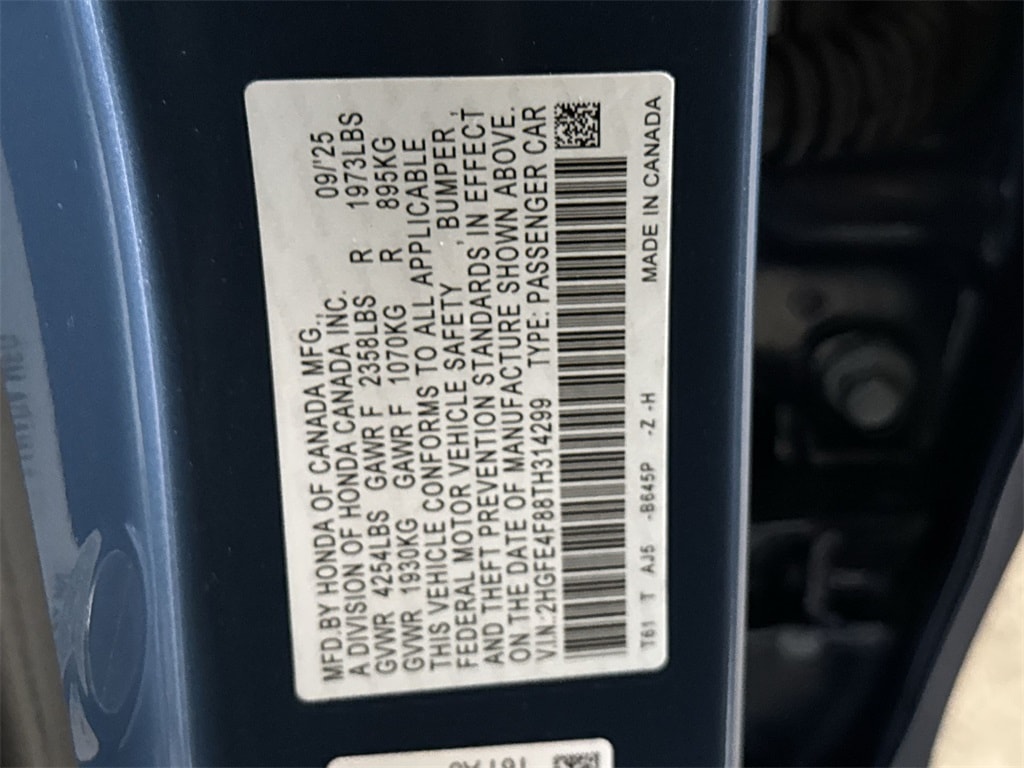 MFD.BY HONDA OF CANADA MFG., 09/'25
A DIVISION OF HONDA CANADA INC.
GVWR 4254LBS GAWR F 2358LBS R 1973LBS
GVWR 1930KG GAWR F 1070KG R 895KG
THIS VEHICLE CONFORMS TO ALL APPLICABLE
FEDERAL MOTOR VEHICLE SAFETY , BUMPER ,
AND THEFT PREVENTION STANDARDS IN EFFECT
ON THE DATE OF MANUFACTURE SHOWN ABOVE.
V.I.N:2HGFE4F88TH314299 TYPE: PASSENGER CAR
T61 T AJ5 -B645P -Z -H MADE IN CANADA